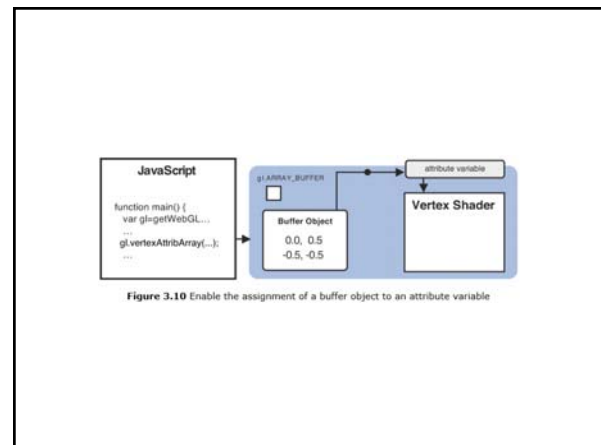 JavaScript
function main() {
var gl=getWebGL...
...
gl.vertexAttribArray(...);
...
gl.ARRAY_BUFFER
Buffer Object
0.0, 0.5
-0.5, -0.5
attribute variable
Vertex Shader
Figure 3.10 Enable the assignment of a buffer object to an attribute variable